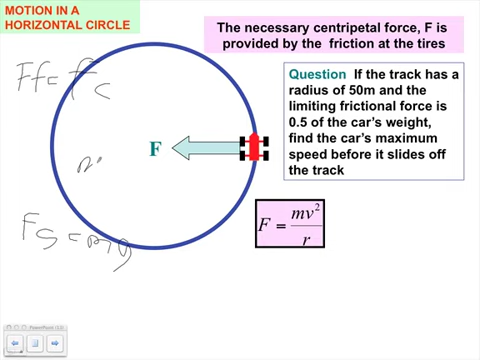 MOTION IN A
HORIZONTAL CIRCLE
The necessary centripetal force, F is
provided by the friction at the tires
Question If the track has a
radius of 50m and the
limiting frictional force is
0.5 of the car's weight,
find the car's maximum
speed before it slides off
the track
Ff = fc
F
Fg = mg
F = mv²/r